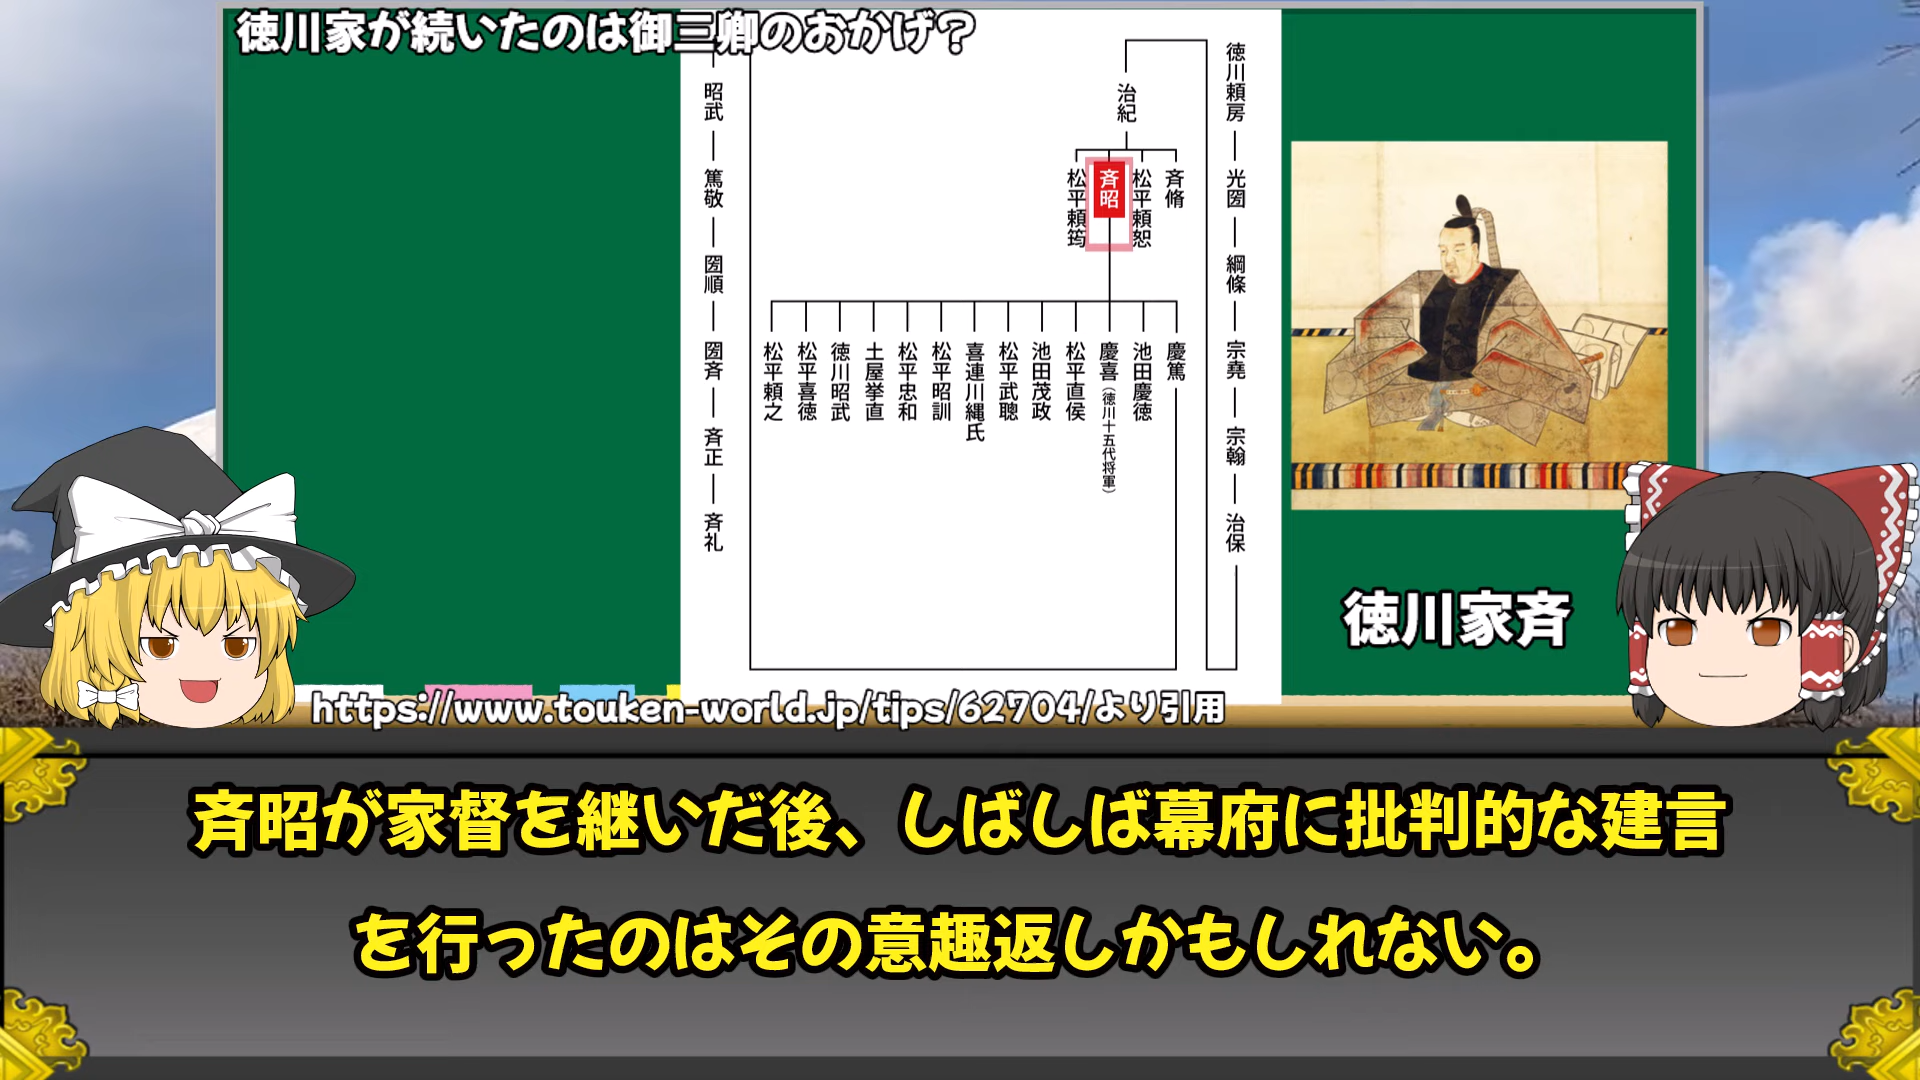 徳川家が続いたのは御三卿のおかげ?
徳川頼房
光圀
綱條
宗堯
宗翰
治保
治紀
斉脩
松平頼恕
斉昭
松平頼筠
慶篤
池田慶徳
慶喜(徳川十五代将軍)
松平直侯
池田茂政
松平武聰
喜連川縄氏
松平昭訓
松平忠和
土屋挙直
徳川昭武
松平喜徳
松平頼之
昭武
篤敬
圀順
圀斉
斉正
斉礼
徳川家斉
https://www.touken-world.jp/tips/62704/より引用
斉昭が家督を継いだ後、しばしば幕府に批判的な建言
を行ったのはその意趣返しかもしれない。